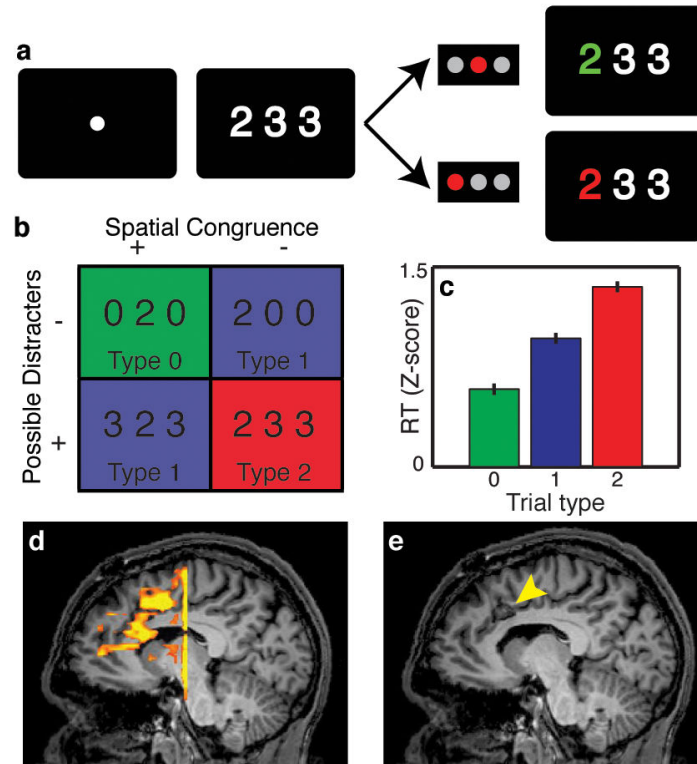 a
2 3 3
2 3 3
2 3 3
b
Spatial Congruence
+ -
Possible Distracters
-
+
0 2 0
Type 0
2 0 0
Type 1
3 2 3
Type 1
2 3 3
Type 2
c
RT (Z-score)
1.5
0
0 1 2
Trial type
d
e